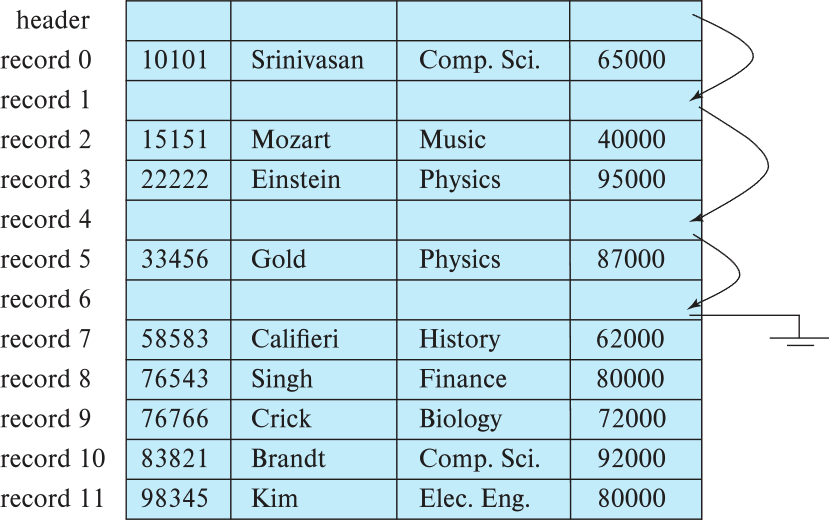 header
record 0 10101 Srinivasan Comp. Sci. 65000
record 1
record 2 15151 Mozart Music 40000
record 3 22222 Einstein Physics 95000
record 4
record 5 33456 Gold Physics 87000
record 6
record 7 58583 Califieri History 62000
record 8 76543 Singh Finance 80000
record 9 76766 Crick Biology 72000
record 10 83821 Brandt Comp. Sci. 92000
record 11 98345 Kim Elec. Eng. 80000